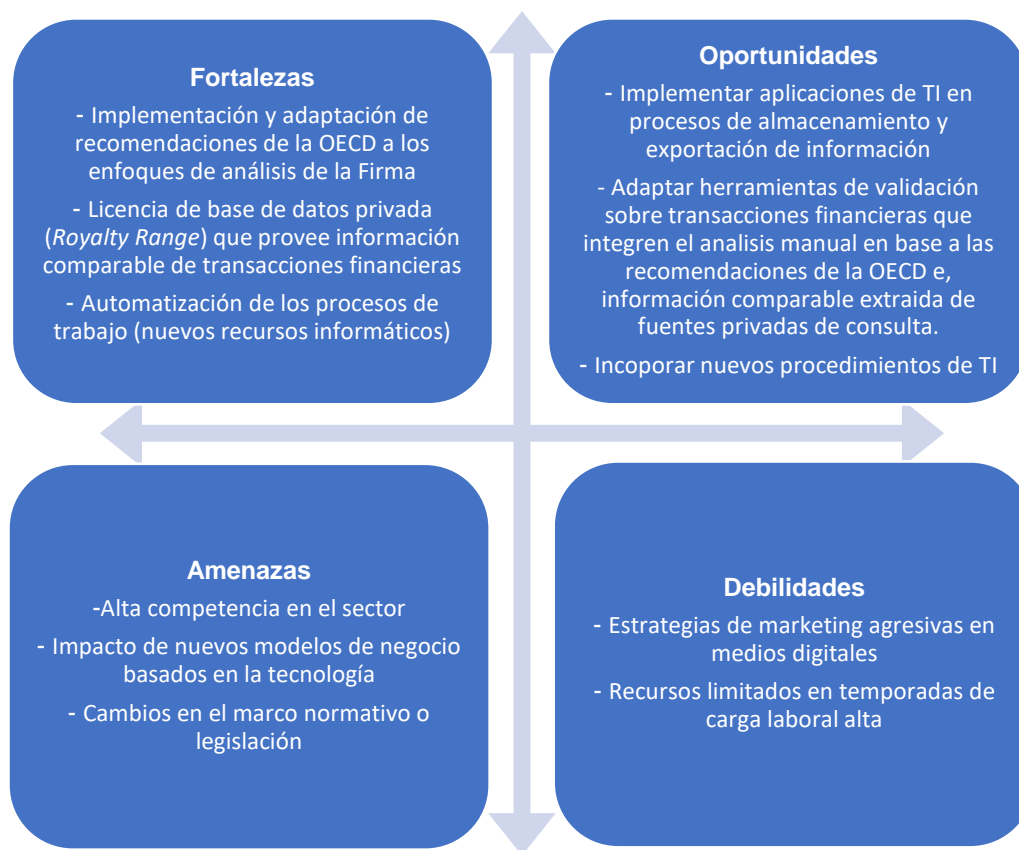 Fortalezas
- Implementación y adaptación de
recomendaciones de la OECD a los
enfoques de análisis de la Firma
- Licencia de base de datos privada
(Royalty Range) que provee información
comparable de transacciones financieras
- Automatización de los procesos de
trabajo (nuevos recursos informáticos)
Oportunidades
- Implementar aplicaciones de TI en
procesos de almacenamiento y
exportación de información
- Adaptar herramientas de validación
sobre transacciones financieras que
integren el analisis manual en base a las
recomendaciones de la OECD e,
información comparable extraida de
fuentes privadas de consulta.
- Incoporar nuevos procedimientos de TI
Amenazas
-Alta competencia en el sector
- Impacto de nuevos modelos de negocio
basados en la tecnología
- Cambios en el marco normativo o
legislación
Debilidades
- Estrategias de marketing agresivas en
medios digitales
- Recursos limitados en temporadas de
carga laboral alta